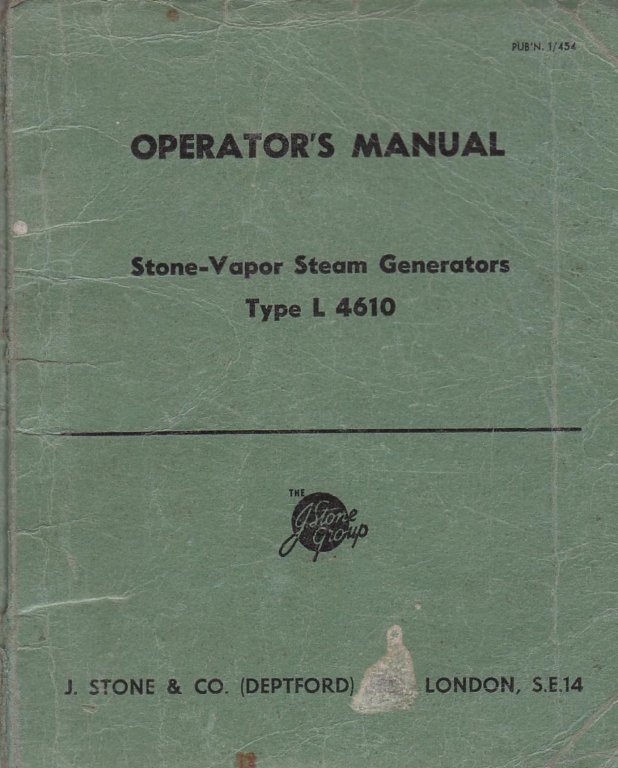 PUB'N. 1/454
OPERATOR'S MANUAL
Stone-Vapor Steam Generators
Type L 4610
THE
J. Stone
Group
J. STONE & CO. (DEPTFORD) LONDON, S.E.14